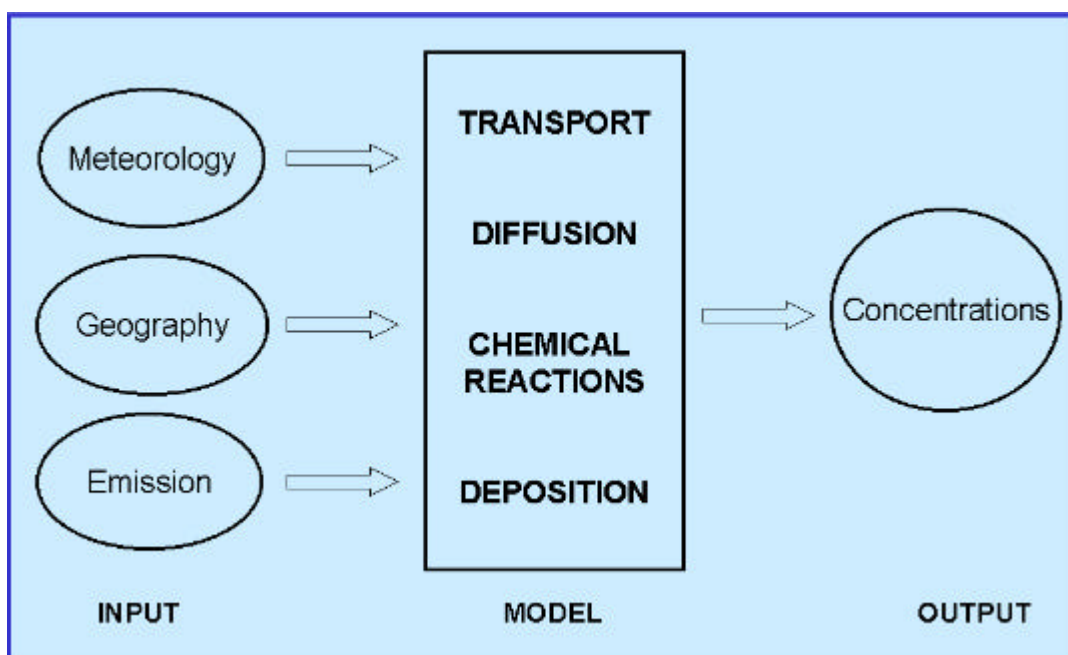 Meteorology
Geography
Emission
INPUT
TRANSPORT
DIFFUSION
CHEMICAL
REACTIONS
DEPOSITION
MODEL
Concentrations
OUTPUT